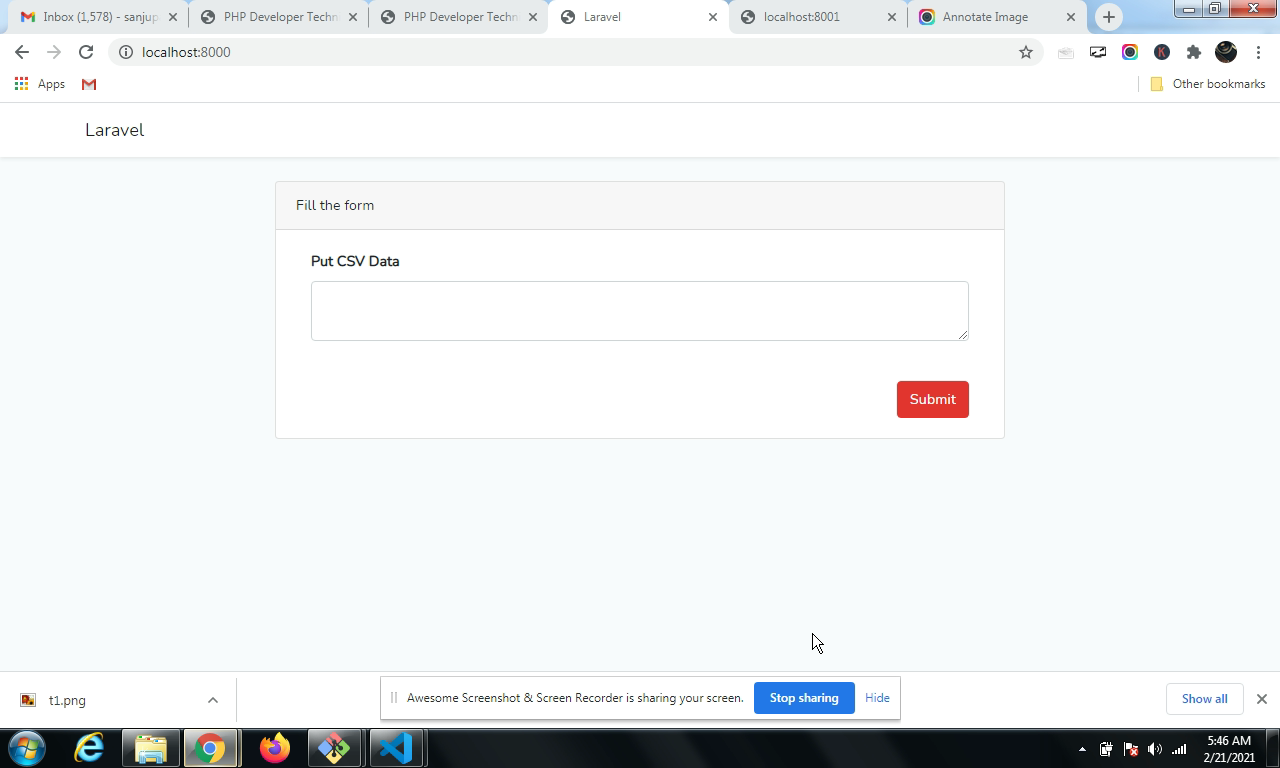 Inbox (1,578) - sanjup
PHP Developer Techn
PHP Developer Techn
Laravel
localhost:8001
Annotate Image
localhost:8000
Apps
Other bookmarks
Laravel
Fill the form
Put CSV Data
Submit
t1.png
Awesome Screenshot & Screen Recorder is sharing your screen.
Stop sharing
Hide
Show all
5:46 AM
2/21/2021